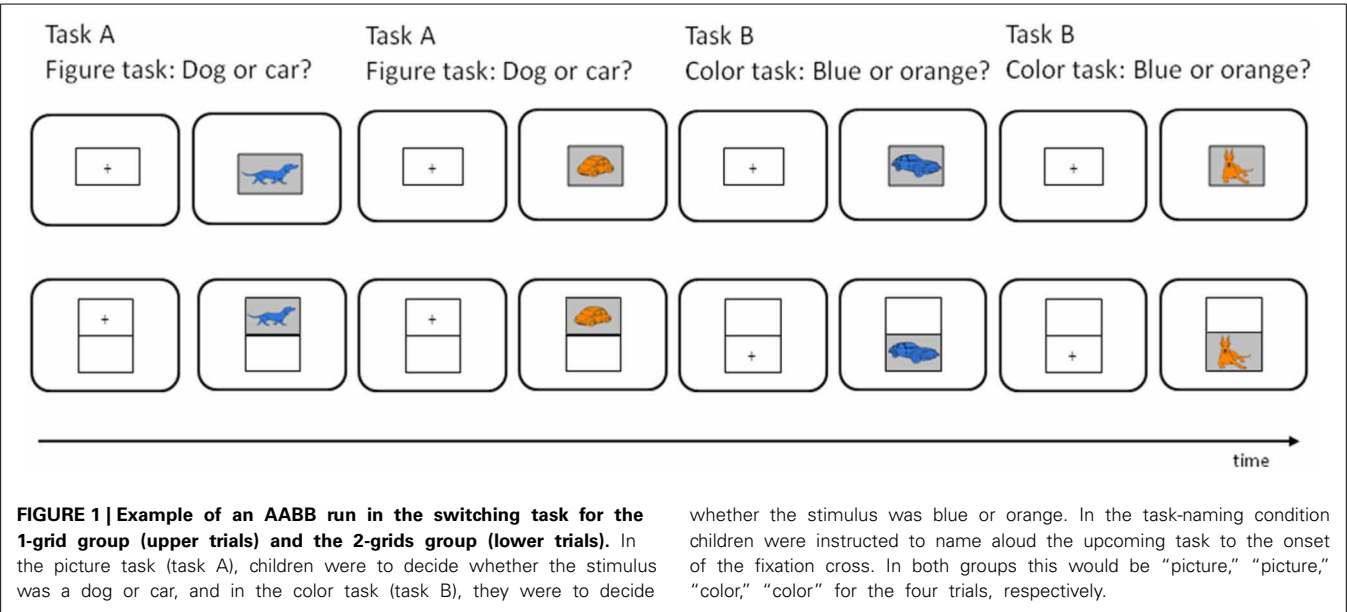 Task A
Figure task: Dog or car?
Task A
Figure task: Dog or car?
Task B
Color task: Blue or orange?
Task B
Color task: Blue or orange?
time
FIGURE 1 | Example of an AABB run in the switching task for the
1-grid group (upper trials) and the 2-grids group (lower trials). In
the picture task (task A), children were to decide whether the stimulus
was a dog or car, and in the color task (task B), they were to decide
whether the stimulus was blue or orange. In the task-naming condition
children were instructed to name aloud the upcoming task to the onset
of the fixation cross. In both groups this would be “picture,” “picture,”
“color,” “color” for the four trials, respectively.